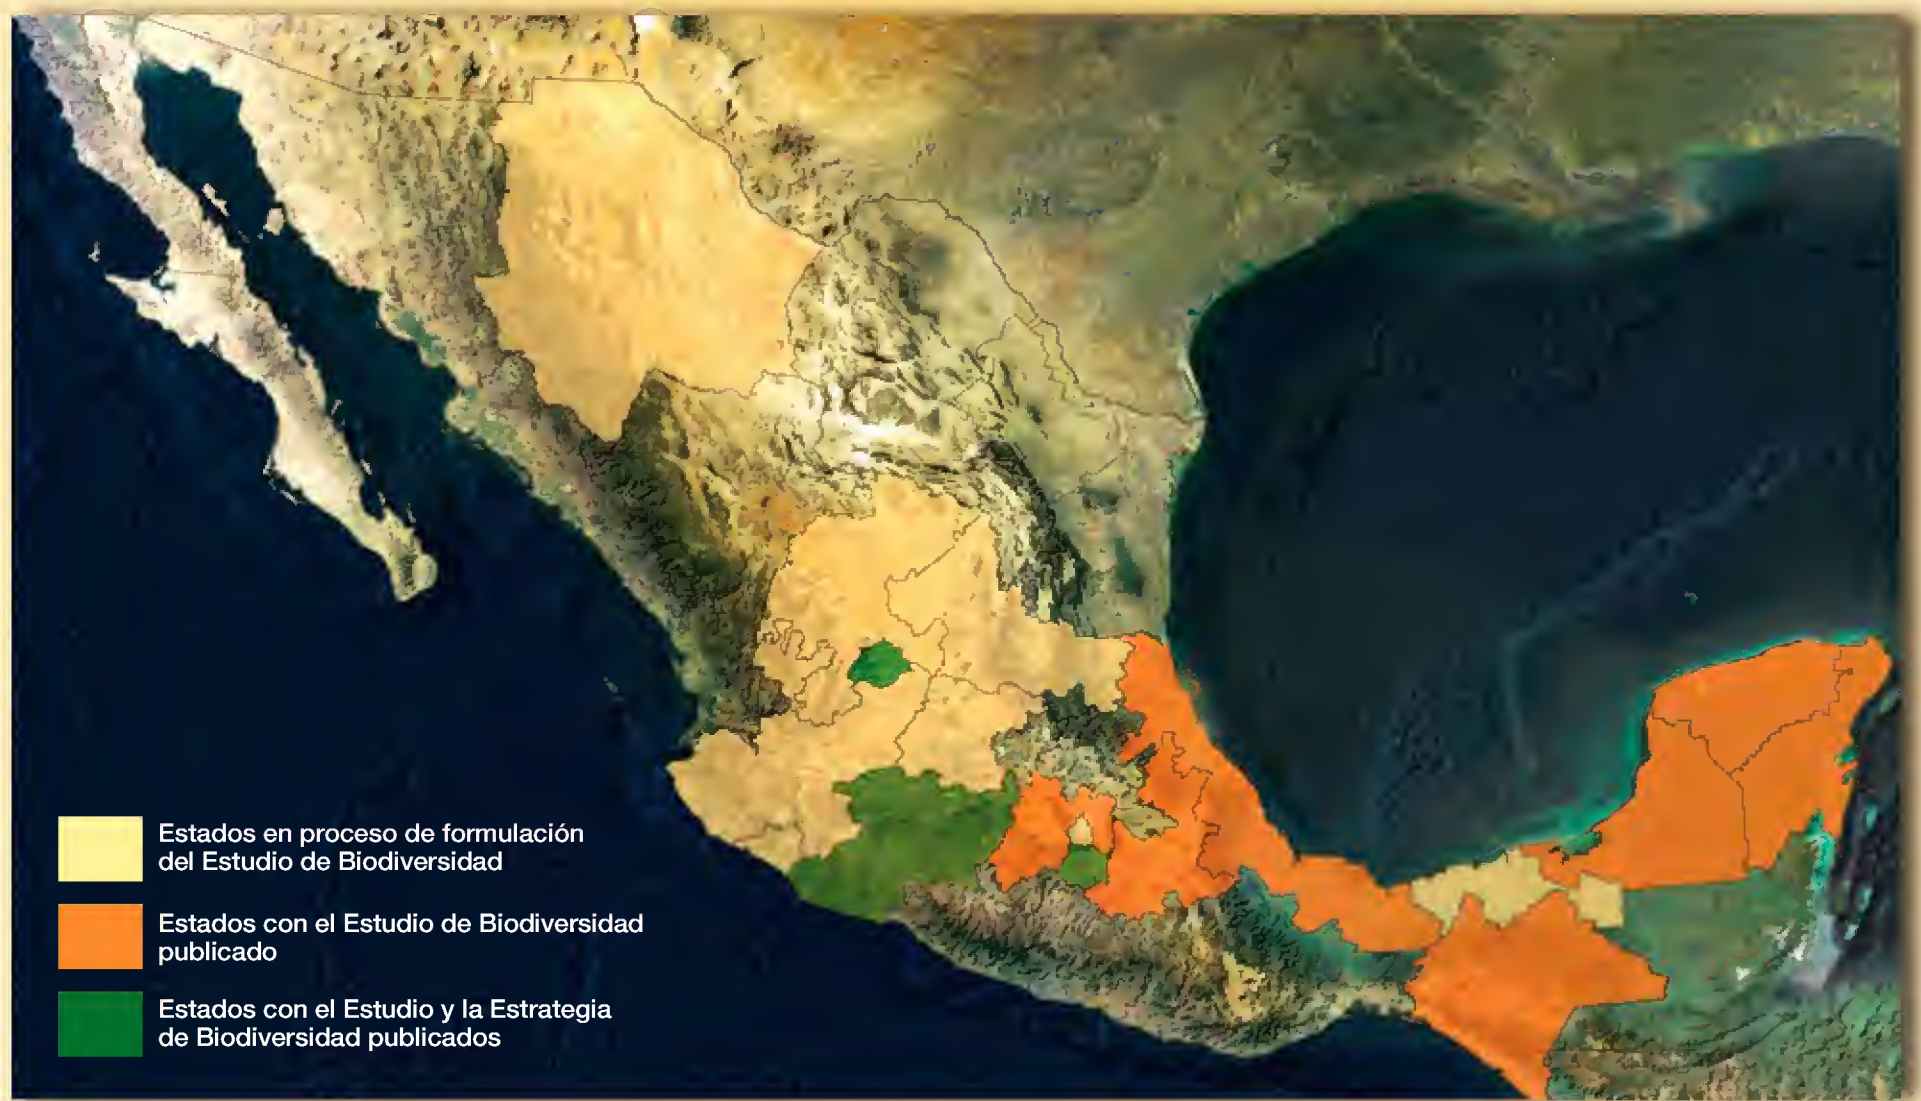 Estados en proceso de formulación
del Estudio de Biodiversidad
Estados con el Estudio de Biodiversidad
publicado
Estados con el Estudio y la Estrategia
de Biodiversidad publicados